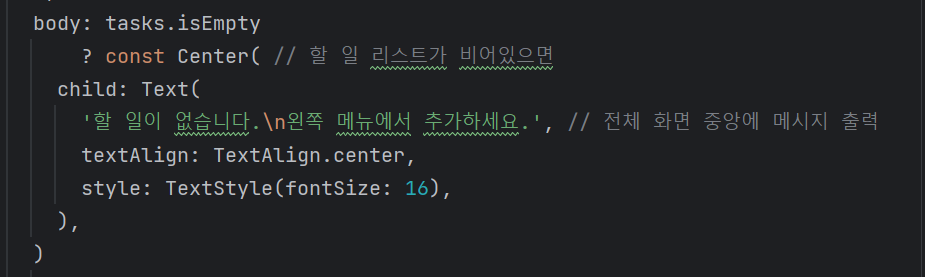 body: tasks.isEmpty
? const Center( // 할 일 리스트가 비어있으면
child: Text(
'할 일이 없습니다.\n왼쪽 메뉴에서 추가하세요.', // 전체 화면 중앙에 메시지 출력
textAlign: TextAlign.center,
style: TextStyle(fontSize: 16),
),
)